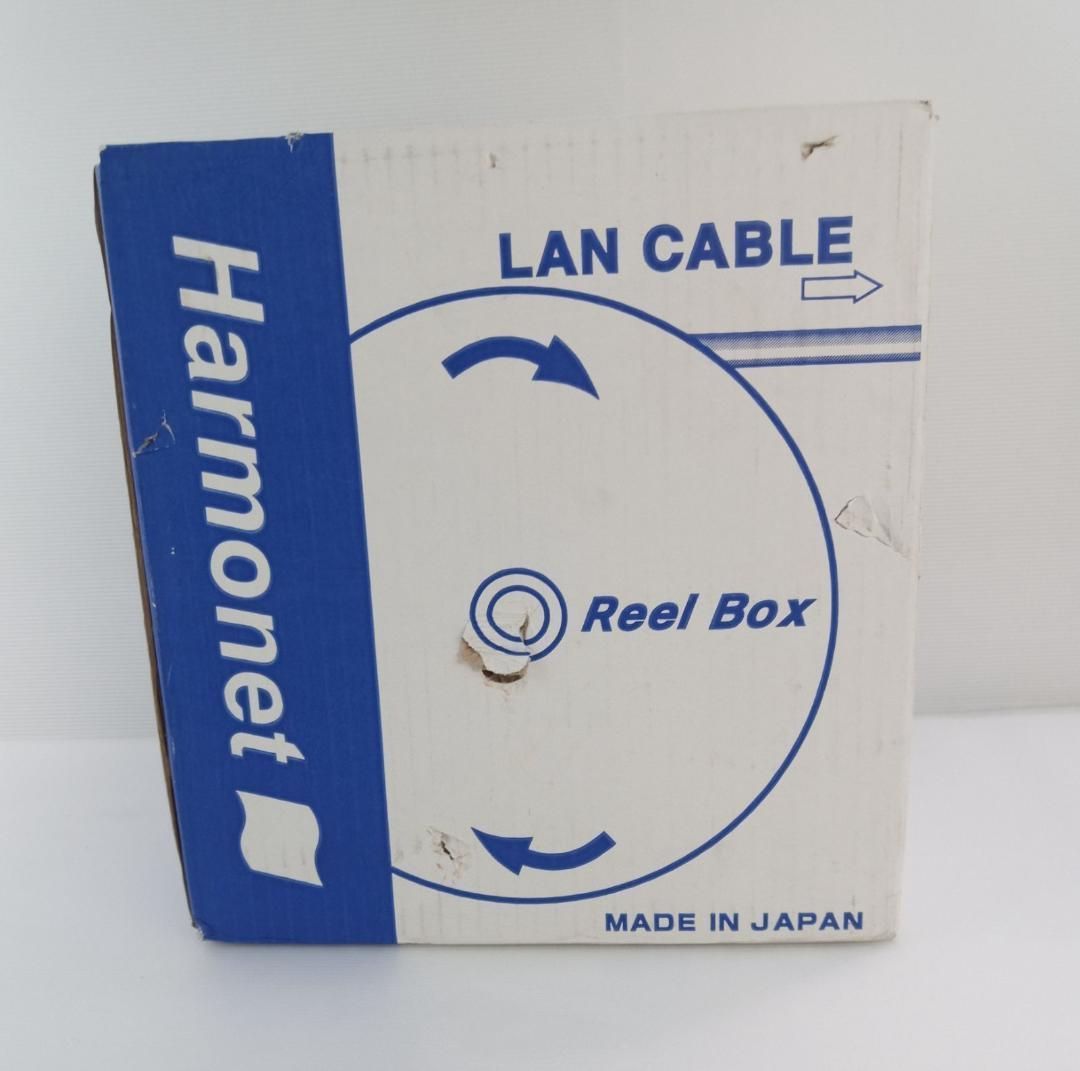 Harmonet
LAN CABLE
Reel Box
MADE IN JAPAN